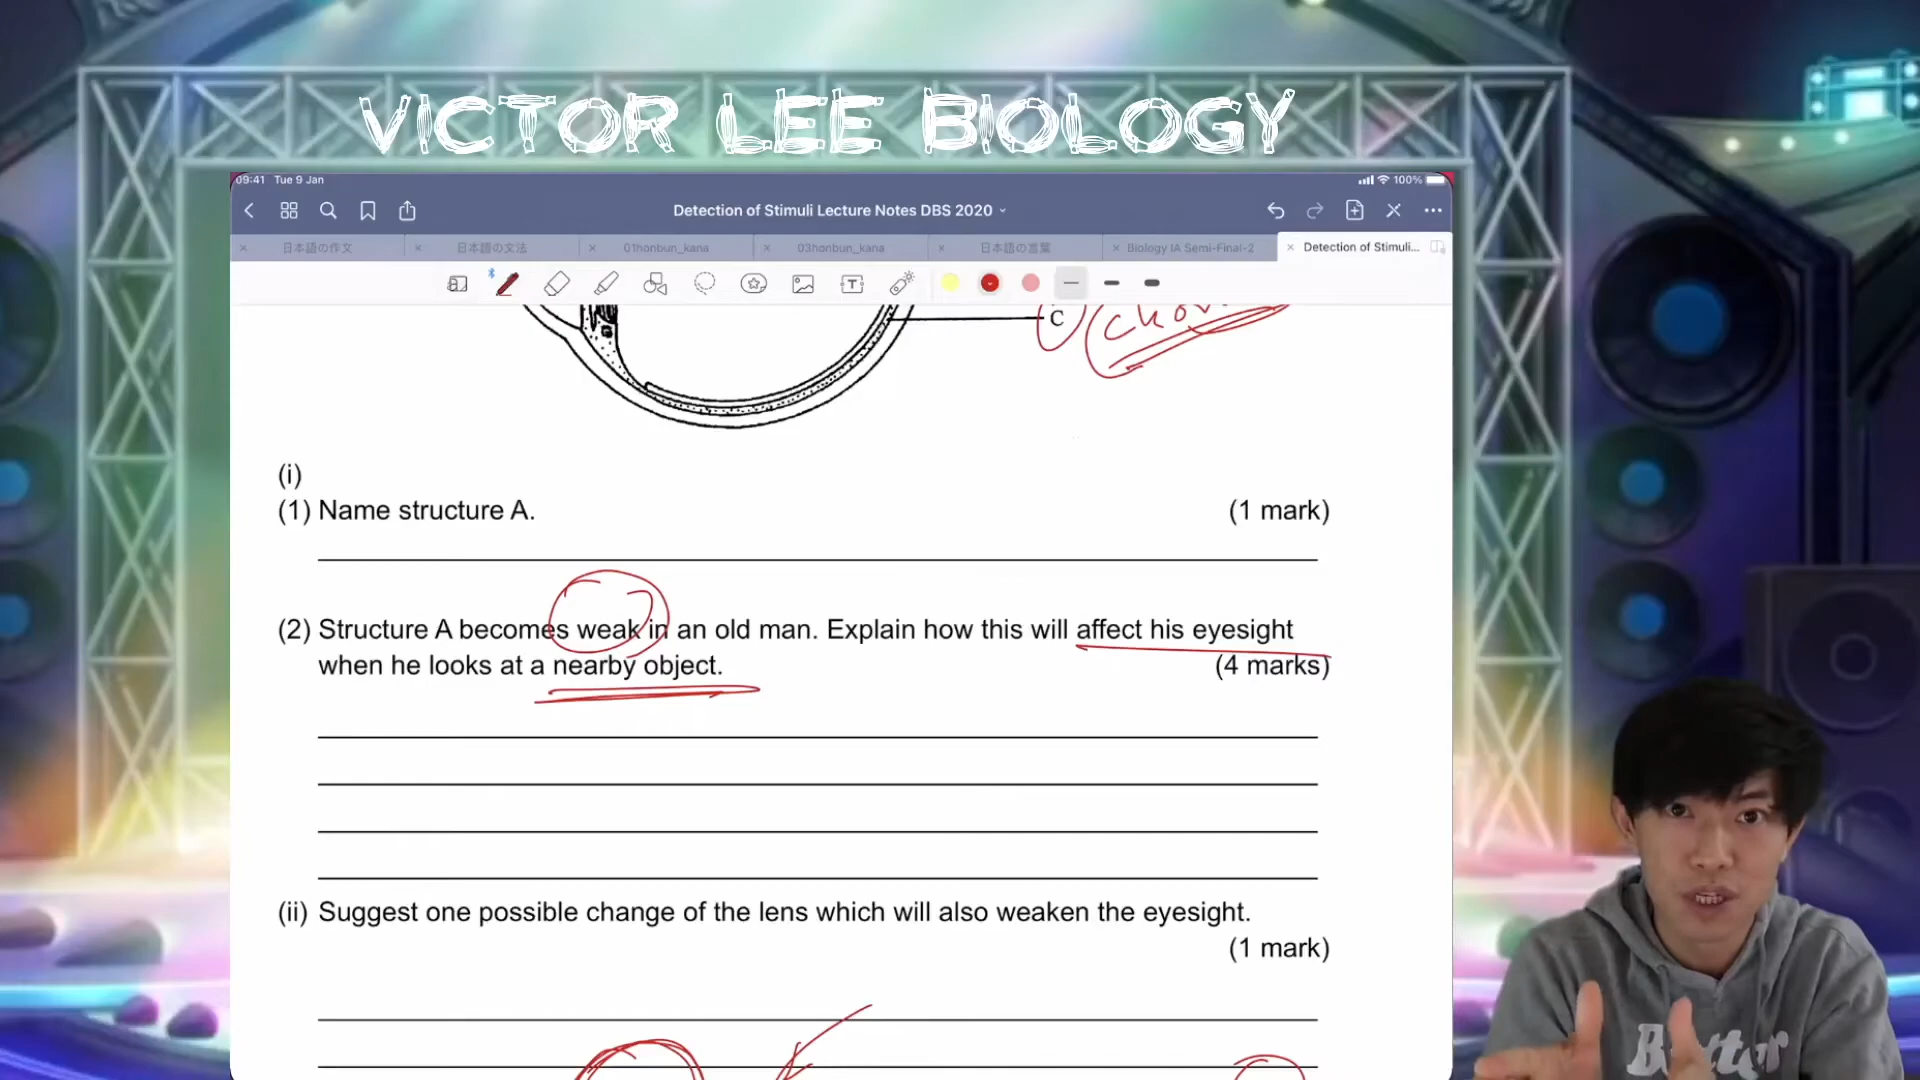 VICTOR LEE BIOLOGY
09:41 Tue 9 Jan
100%
Detection of Stimuli Lecture Notes DBS 2020
日本語の作文
日本語の文法
01honbun_kana
03honbun_kana
日本語の言葉
Biology IA Semi-Final-2
Detection of Stimuli...
C
(i)
(1) Name structure A. (1 mark)
(2) Structure A becomes weak in an old man. Explain how this will affect his eyesight
when he looks at a nearby object. (4 marks)
(ii) Suggest one possible change of the lens which will also weaken the eyesight.
(1 mark)